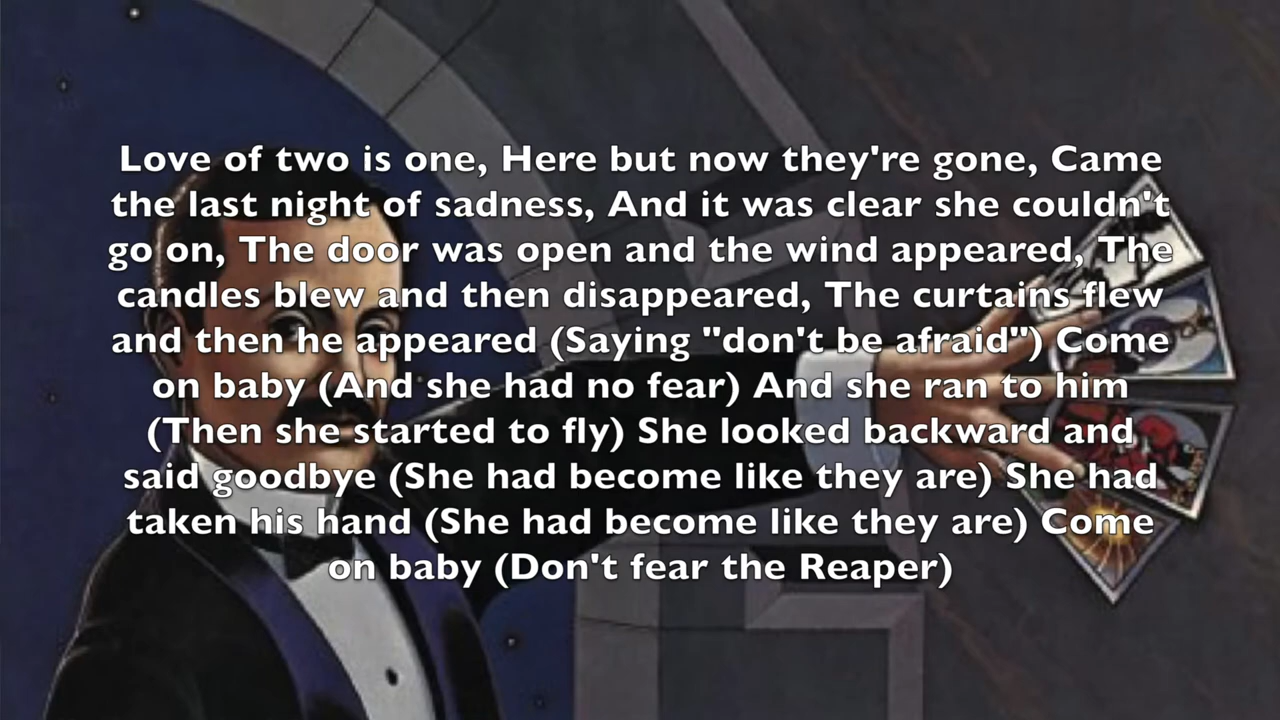 Love of two is one, Here but now they're gone, Came
the last night of sadness, And it was clear she couldn't
go on, The door was open and the wind appeared, The
candles blew and then disappeared, The curtains flew
and then he appeared (Saying "don't be afraid") Come
on baby (And she had no fear) And she ran to him
(Then she started to fly) She looked backward and
said goodbye (She had become like they are) She had
taken his hand (She had become like they are) Come
on baby (Don't fear the Reaper)